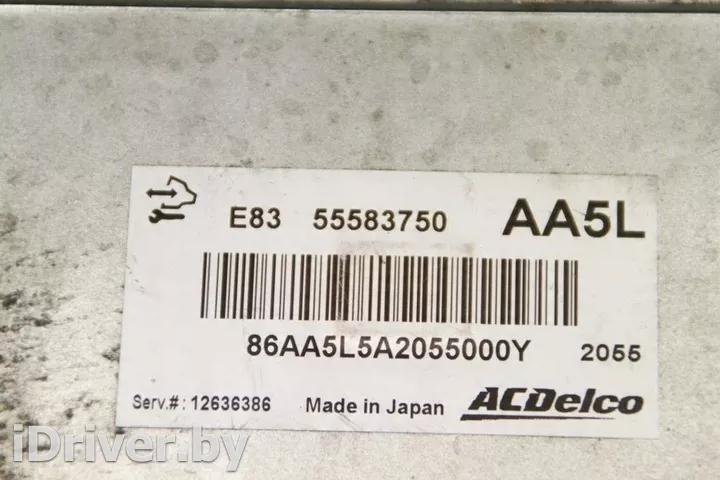 E83 55583750 AA5L
86AA5L5A2055000Y 2055
Serv.#: 12636386 Made in Japan ACDelco
iDriver.by